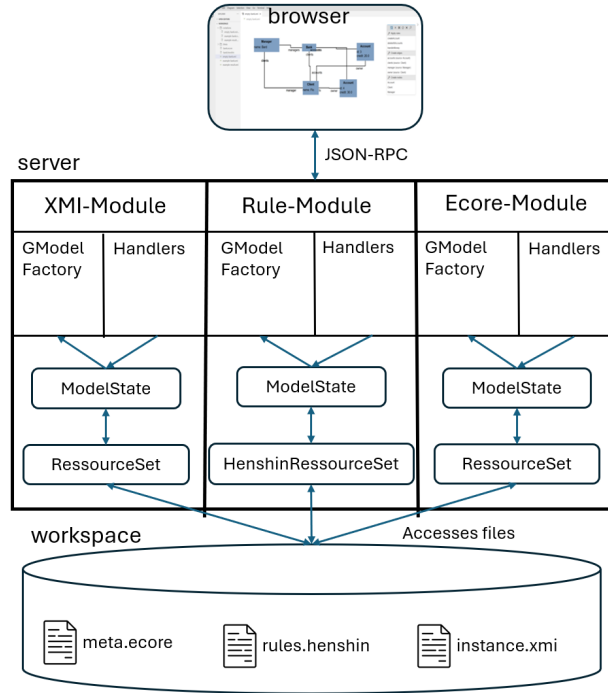 browser
JSON-RPC
server
XMI-Module
Rule-Module
Ecore-Module
GModel
Factory
Handlers
GModel
Factory
Handlers
GModel
Factory
Handlers
ModelState
ModelState
ModelState
RessourceSet
HenshinRessourceSet
RessourceSet
workspace
Accesses files
meta.ecore
rules.henshin
instance.xmi